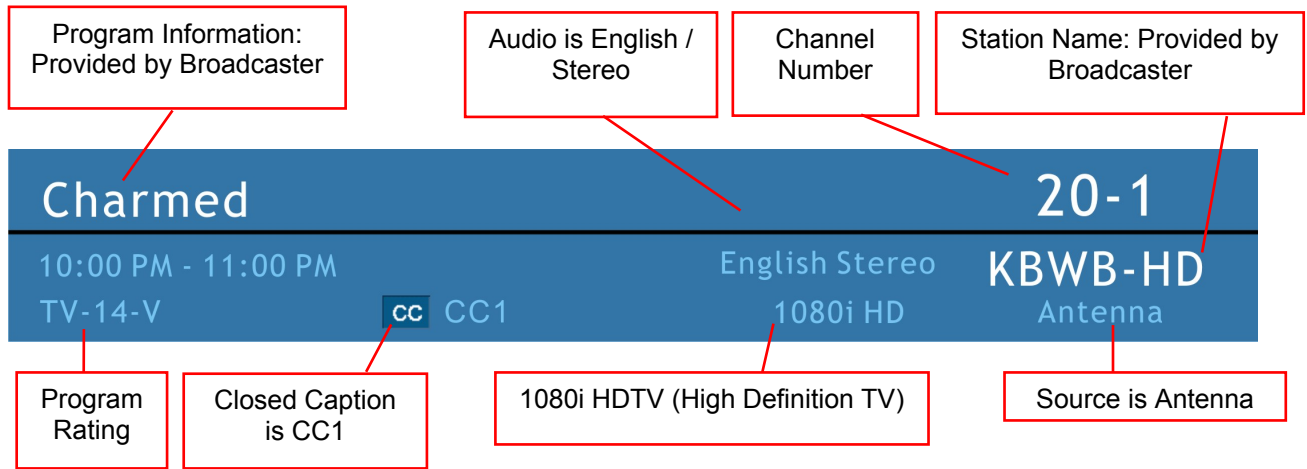 Program Information:
Provided by Broadcaster
Audio is English /
Stereo
Channel
Number
Station Name: Provided by
Broadcaster
Charmed
20-1
10:00 PM - 11:00 PM
English Stereo
KBWB-HD
TV-14-V
CC CC1
1080i HD
Antenna
Program
Rating
Closed Caption
is CC1
1080i HDTV (High Definition TV)
Source is Antenna